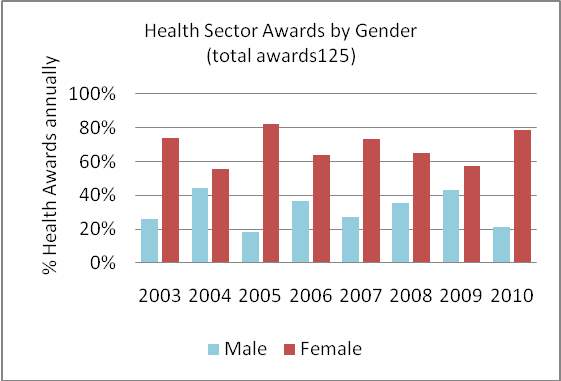 Health Sector Awards by Gender
(total awards125)
% Health Awards annually
100%
80%
60%
40%
20%
0%
2003 2004 2005 2006 2007 2008 2009 2010
Male Female